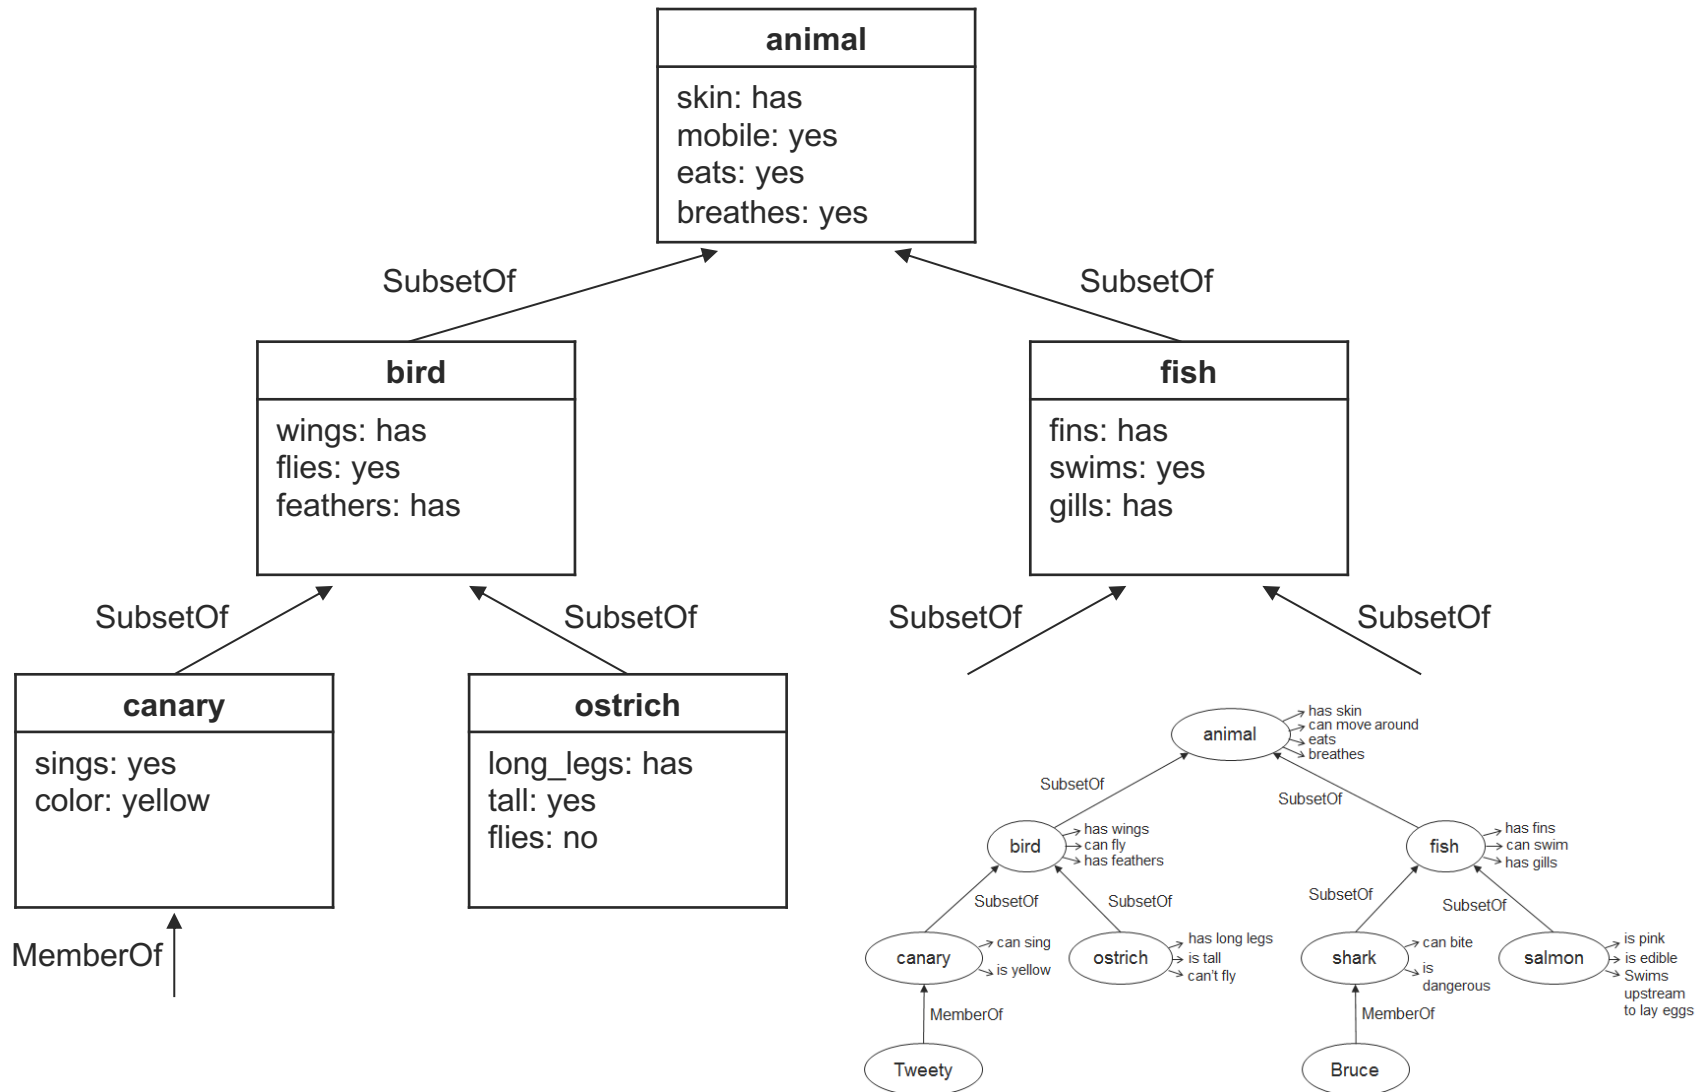 animal
skin: has
mobile: yes
eats: yes
breathes: yes
SubsetOf
SubsetOf
bird
wings: has
flies: yes
feathers: has
fish
fins: has
swims: yes
gills: has
SubsetOf
SubsetOf
SubsetOf
SubsetOf
canary
sings: yes
color: yellow
ostrich
long_legs: has
tall: yes
flies: no
MemberOf
animal
has skin
can move around
eats
breathes
SubsetOf
SubsetOf
bird
has wings
can fly
has feathers
fish
has fins
can swim
has gills
SubsetOf
SubsetOf
SubsetOf
SubsetOf
canary
can sing
is yellow
ostrich
has long legs
is tall
can't fly
shark
can bite
is
dangerous
salmon
is pink
is edible
Swims
upstream
to lay eggs
MemberOf
MemberOf
Tweety
Bruce